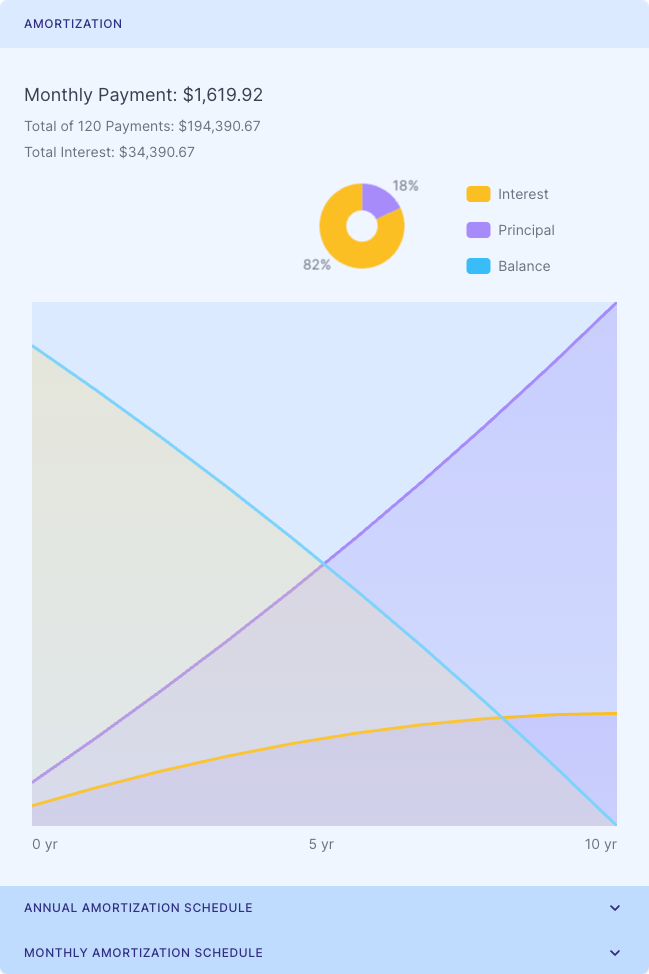 AMORTIZATION
Monthly Payment: $1,619.92
Total of 120 Payments: $194,390.67
Total Interest: $34,390.67
18%
82%
Interest
Principal
Balance
0 yr
5 yr
10 yr
ANNUAL AMORTIZATION SCHEDULE
MONTHLY AMORTIZATION SCHEDULE